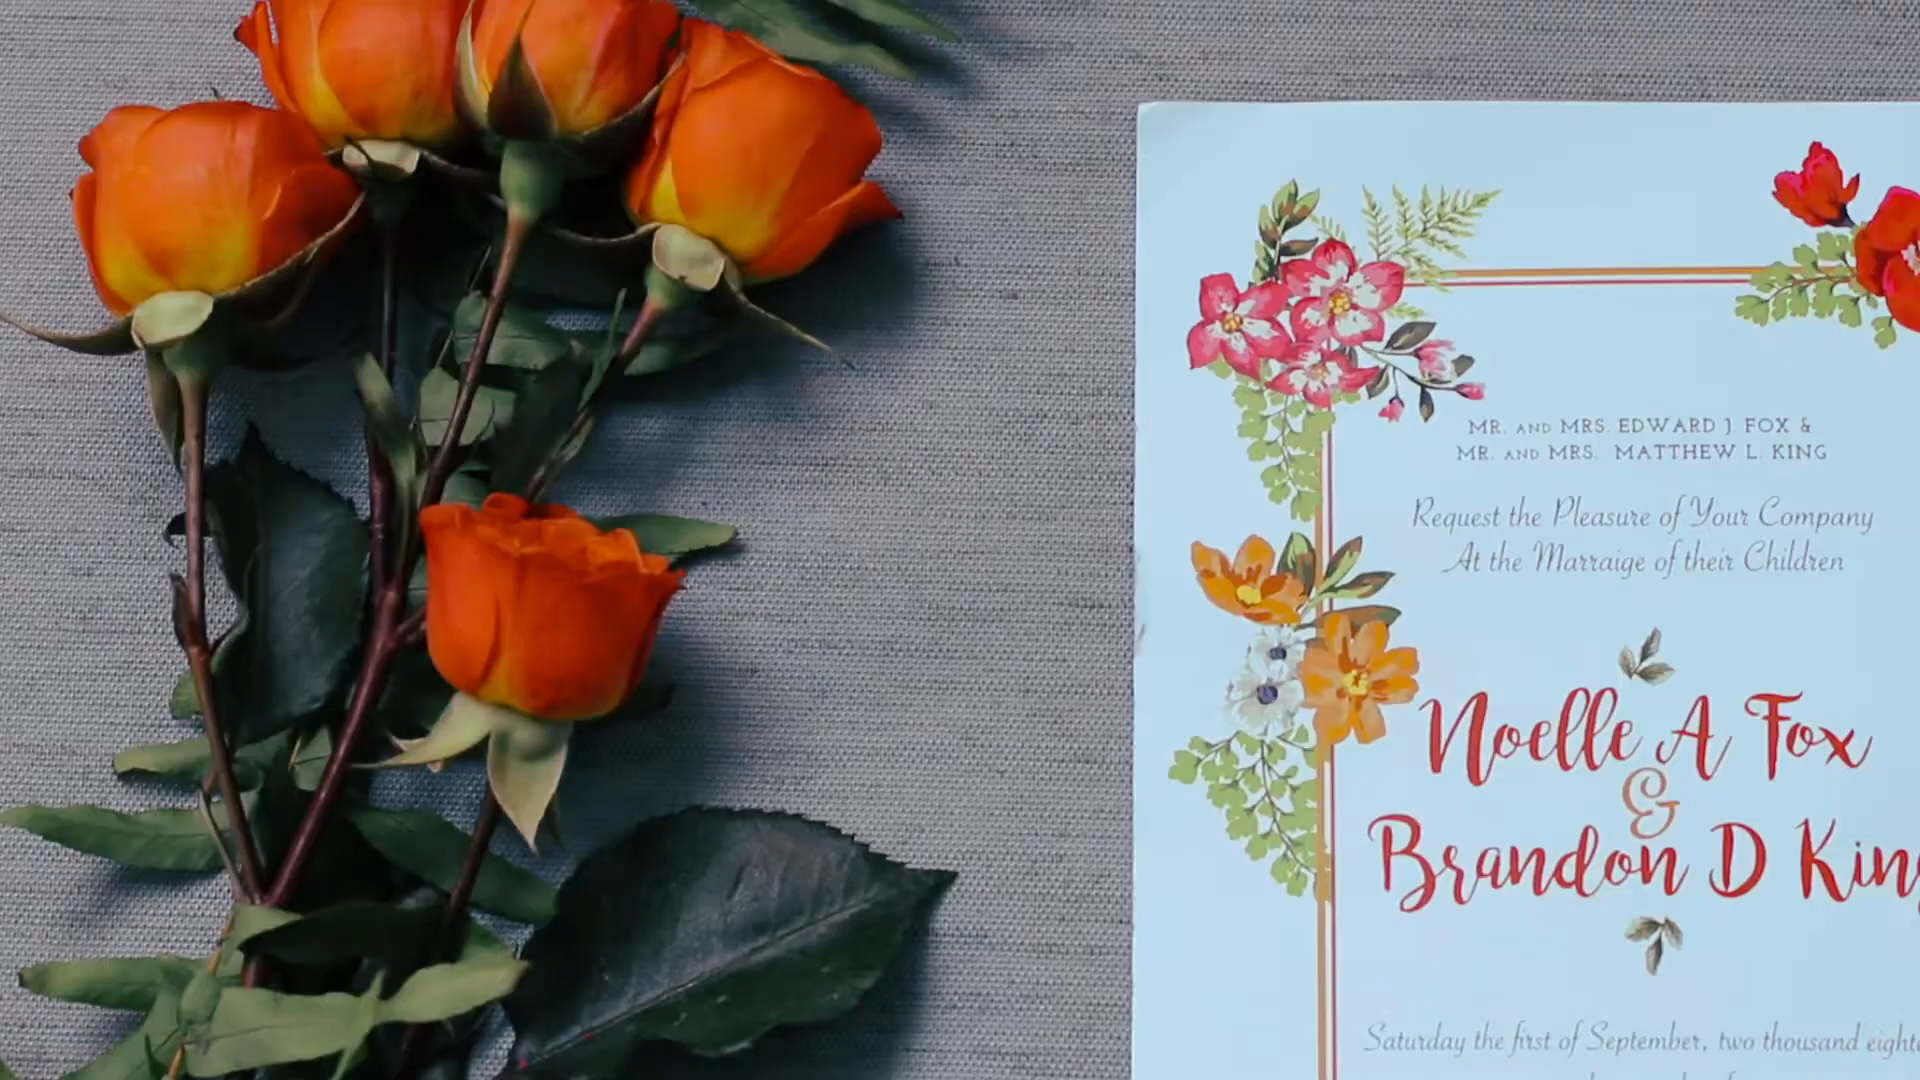 MR. AND MRS. EDWARD J. FOX &
MR. AND MRS. MATTHEW L. KING
Request the Pleasure of Your Company
At the Marraige of their Children
Noelle A Fox
&
Brandon D King
Saturday the first of September, two thousand